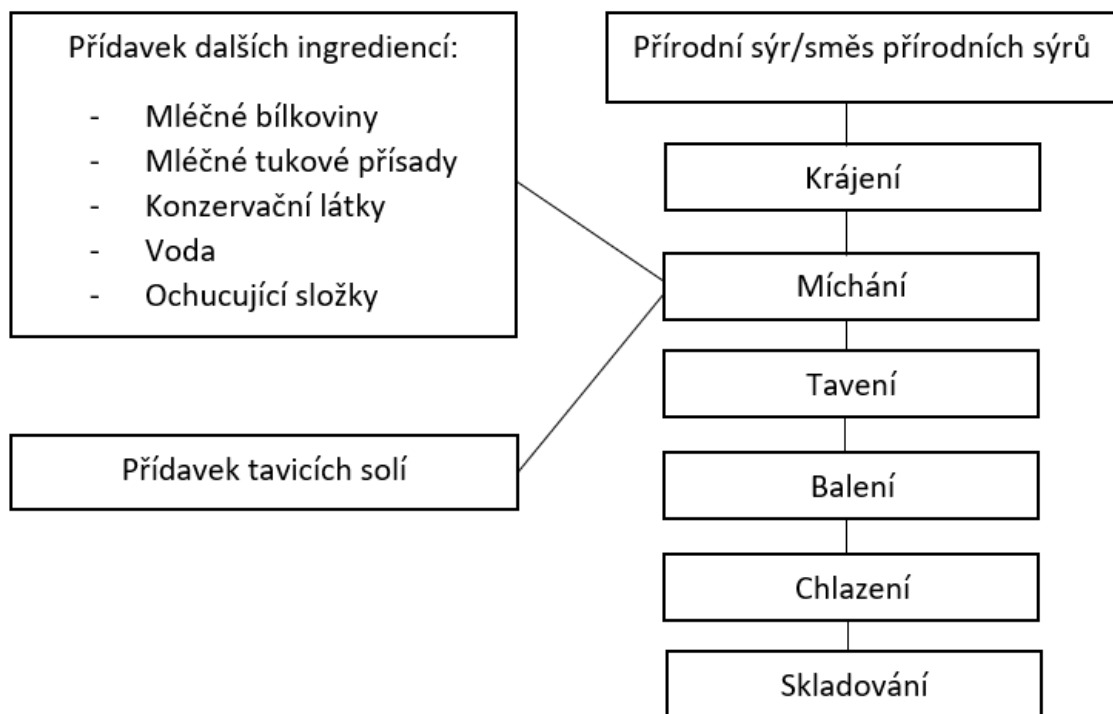 Přídavek dalších ingrediencí:
- Mléčné bílkoviny
- Mléčné tukové přísady
- Konzervační látky
- Voda
- Ochucující složky
Přídavek tavicích solí
Přírodní sýr/směs přírodních sýrů
Krájení
Míchání
Tavení
Balení
Chlazení
Skladování